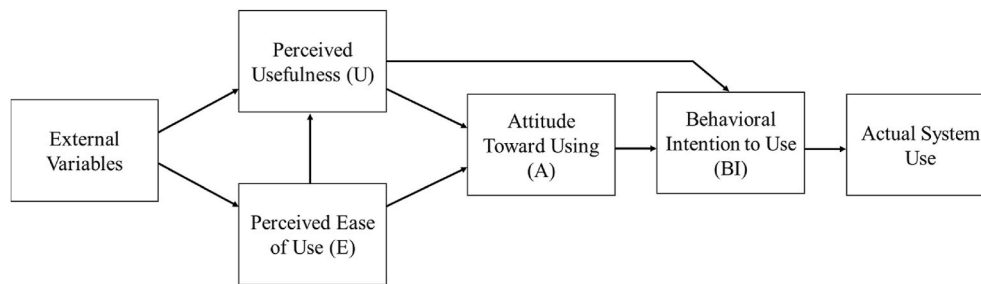 External
Variables
Perceived
Usefulness (U)
Perceived Ease
of Use (E)
Attitude
Toward Using
(A)
Behavioral
Intention to Use
(BI)
Actual System
Use